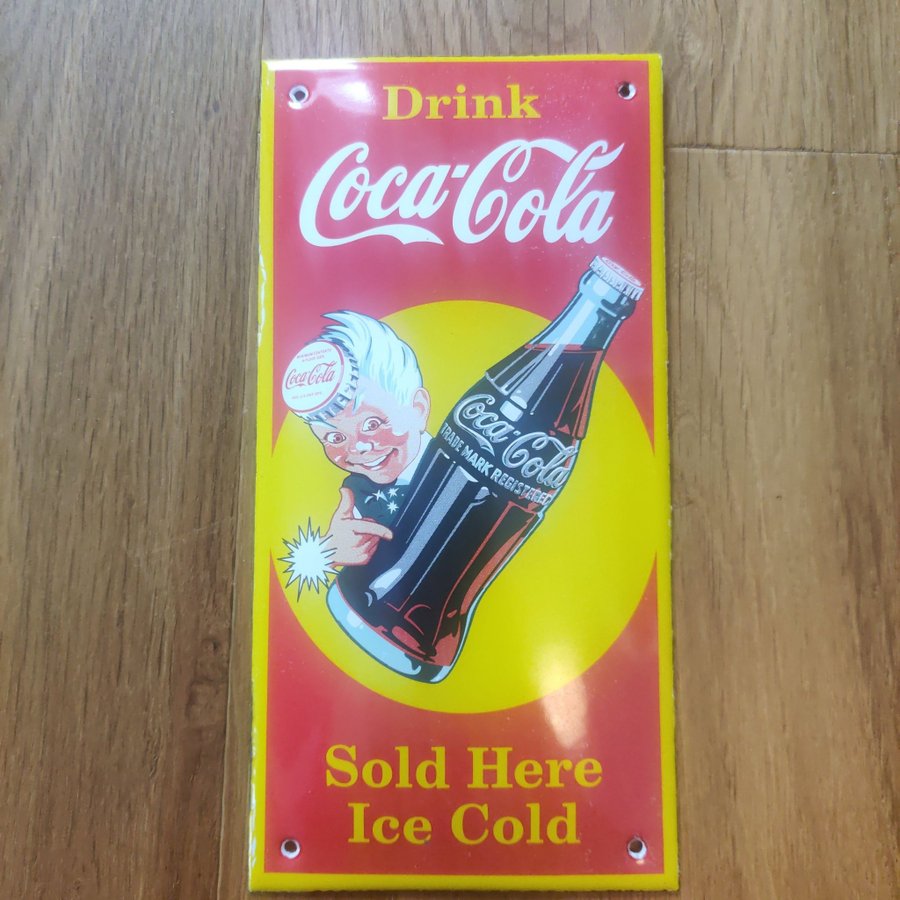 Drink
Coca-Cola
Coca-Cola
Coca-Cola
TRADE MARK REGISTERED
Sold Here
Ice Cold